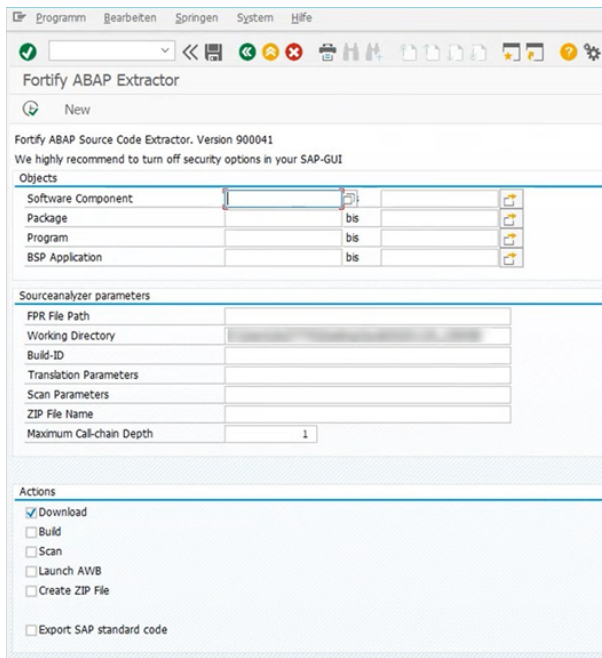 Programm Bearbeiten Springen System Hilfe
Fortify ABAP Extractor
New
Fortify ABAP Source Code Extractor. Version 900041
We highly recommend to turn off security options in your SAP-GUI
Objects
Software Component
Package bis
Program bis
BSP Application bis
Sourceanalyzer parameters
FPR File Path
Working Directory
Build-ID
Translation Parameters
Scan Parameters
ZIP File Name
Maximum Call-chain Depth 1
Actions
Download
Build
Scan
Launch AWB
Create ZIP File
Export SAP standard code